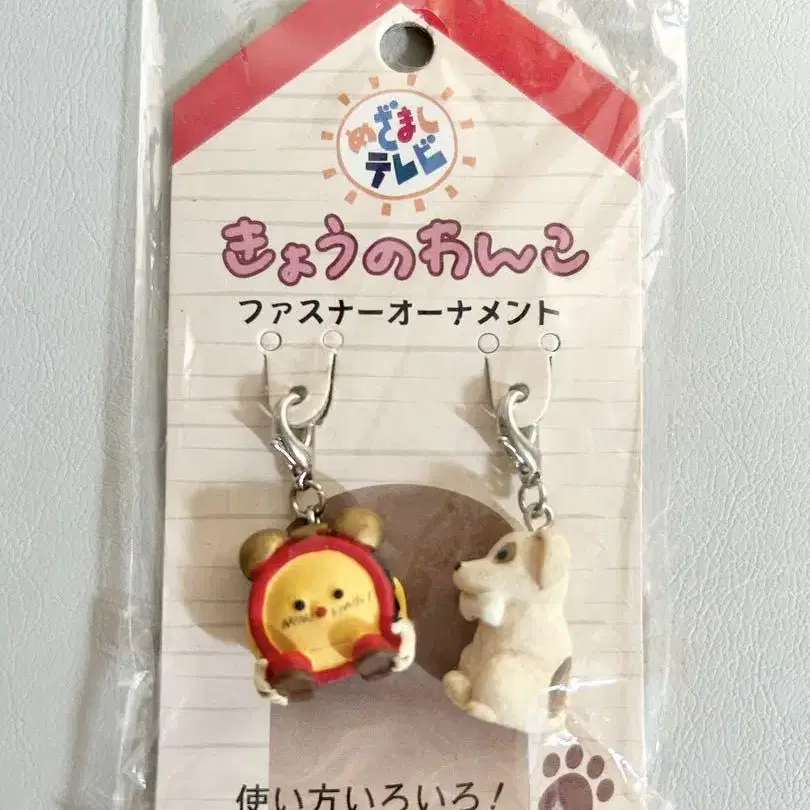 めざまし
テレビ
きょうのわんこ
ファスナーオーナメント
使い方いろいろ!